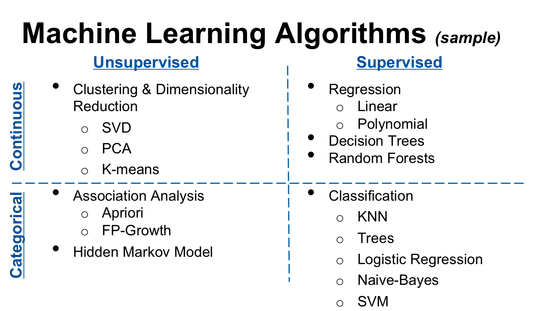 Machine Learning Algorithms (sample)
Unsupervised
Supervised
Continuous
• Clustering & Dimensionality
Reduction
o SVD
o PCA
o K-means
• Regression
o Linear
o Polynomial
• Decision Trees
• Random Forests
Categorical
• Association Analysis
o Apriori
o FP-Growth
• Hidden Markov Model
• Classification
o KNN
o Trees
o Logistic Regression
o Naive-Bayes
o SVM